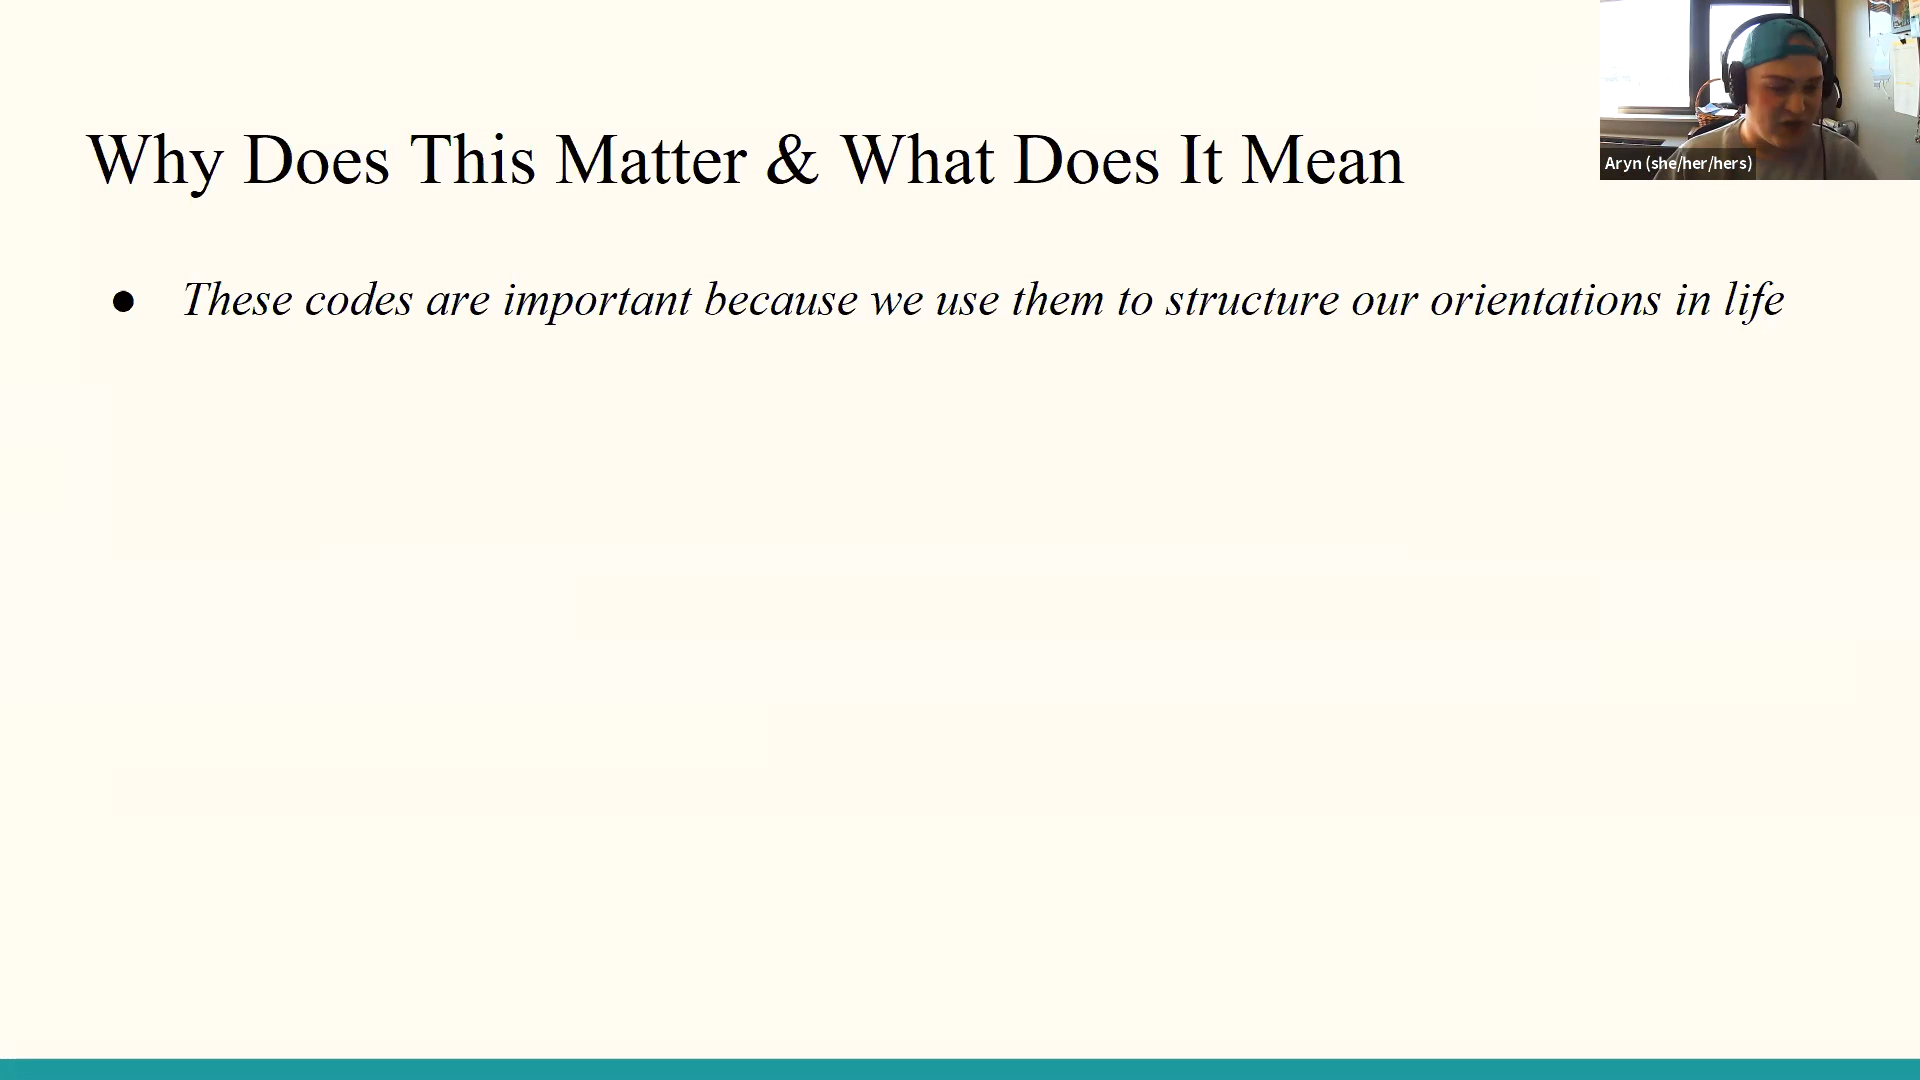 Why Does This Matter & What Does It Mean
Aryn (she/her/hers)
● These codes are important because we use them to structure our orientations in life